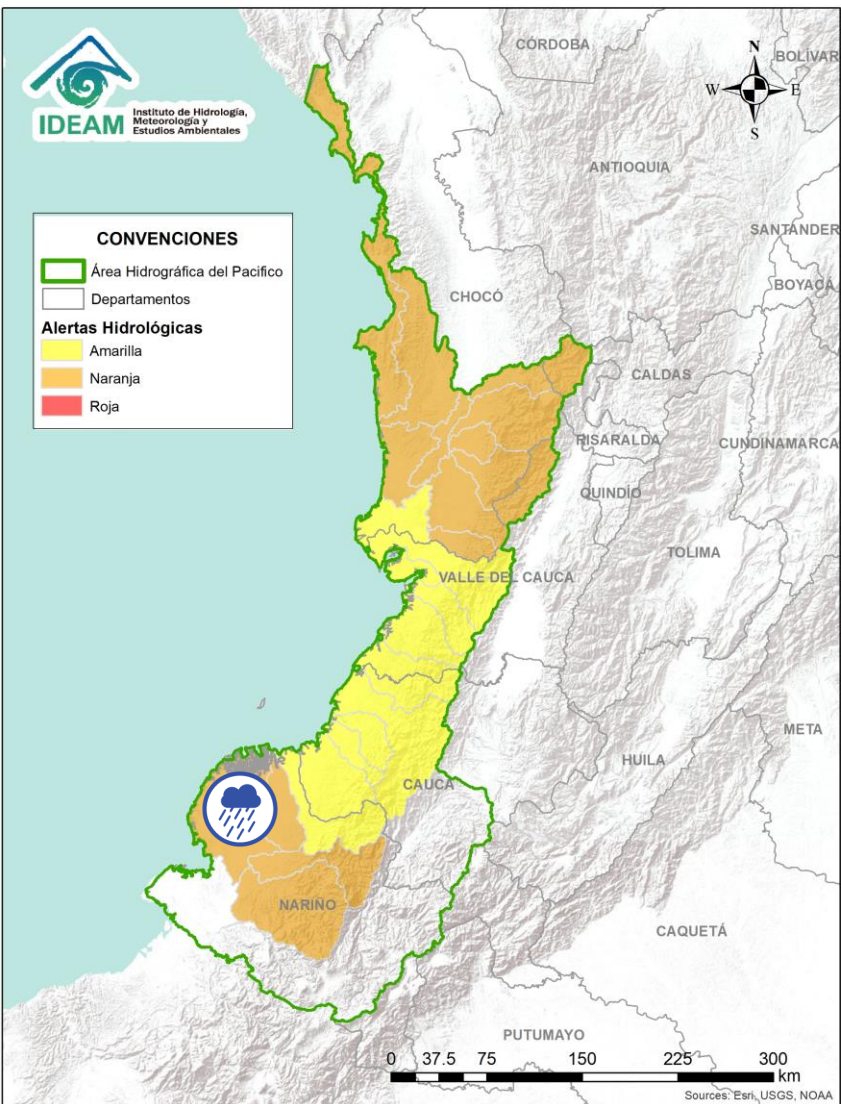 IDEAM
Instituto de Hidrología,
Meteorología y
Estudios Ambientales
N
W
E
S
CÓRDOBA
BOLÍVAR
ANTIOQUIA
SANTANDER
BOYACÁ
CHOCÓ
CALDAS
RISARALDA
CUNDINAMARCA
QUINDÍO
TOLIMA
VALLE DEL CAUCA
META
HUILA
CAUCA
NARIÑO
CAQUETÁ
PUTUMAYO
CONVENCIONES
Área Hidrográfica del Pacifico
Departamentos
Alertas Hidrológicas
Amarilla
Naranja
Roja
0 37.5 75 150 225 300
km
Sources: Esri, USGS, NOAA